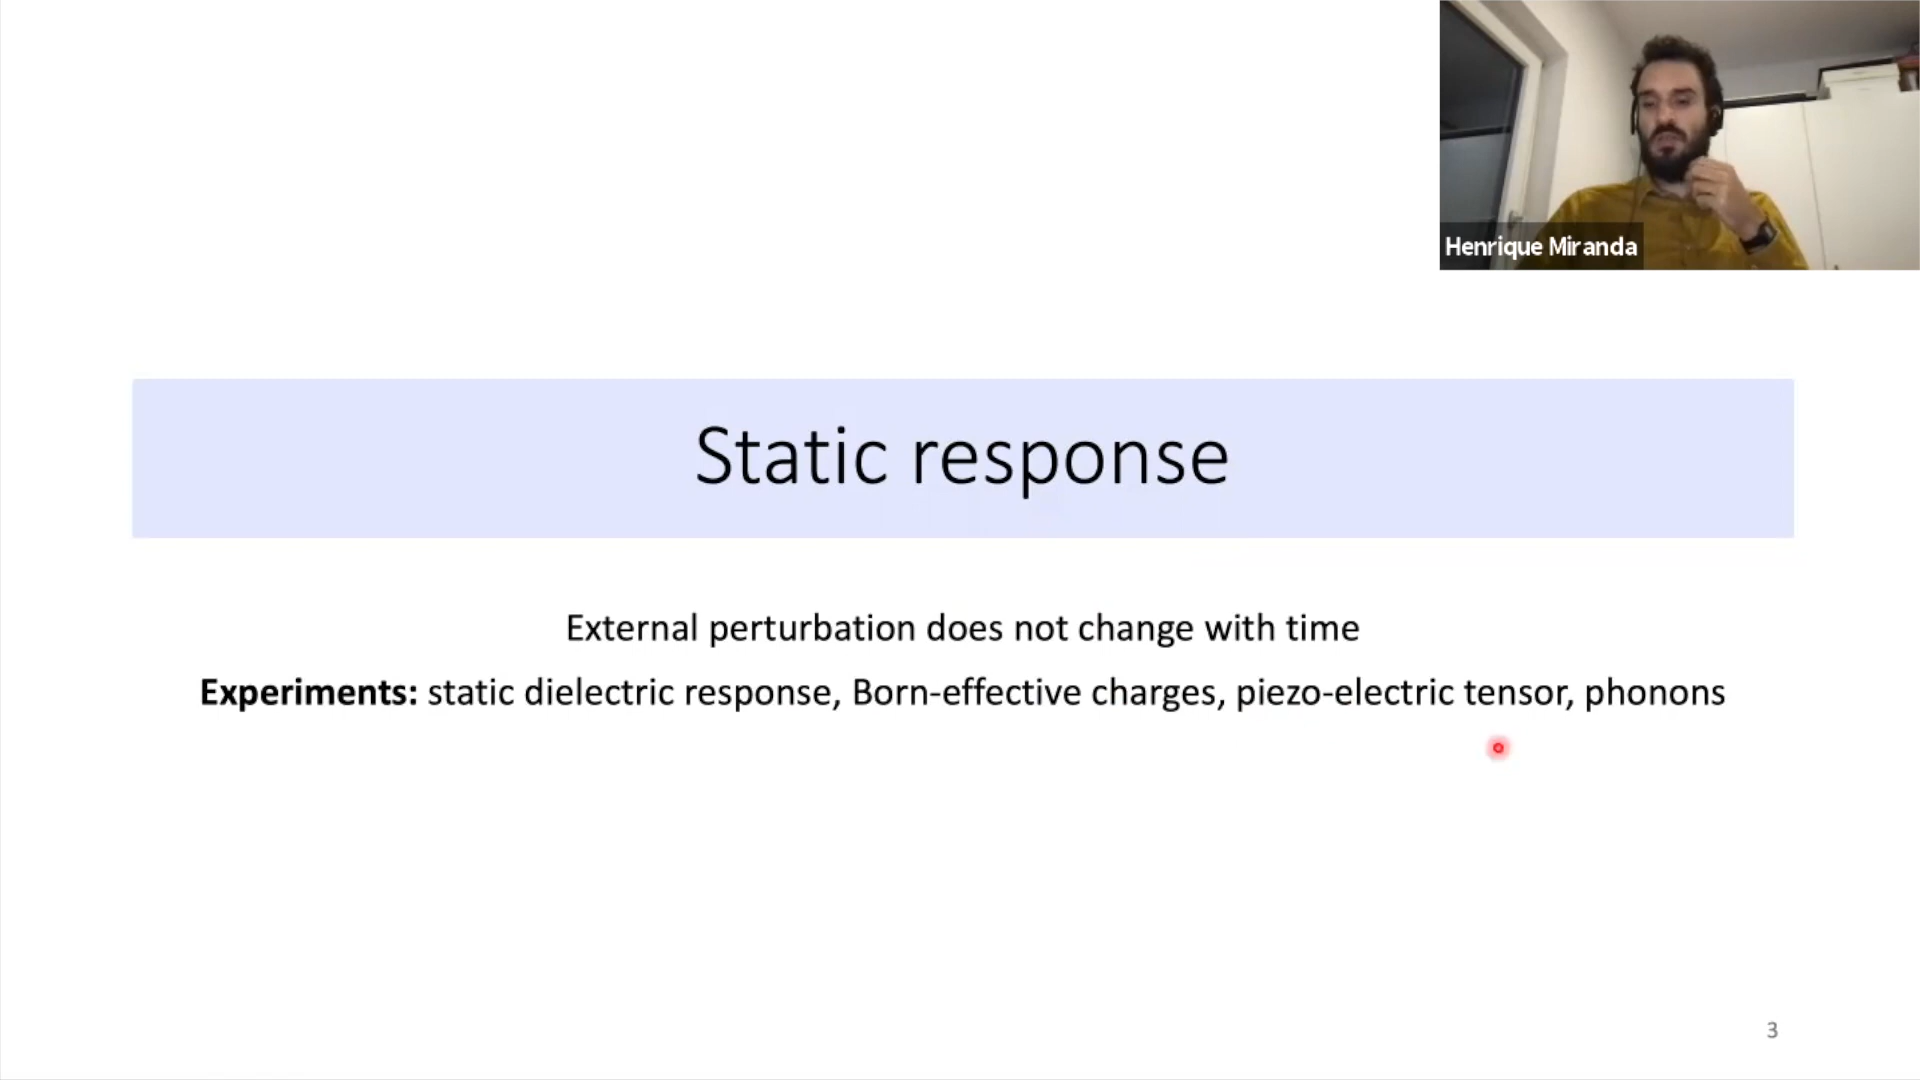 Henrique Miranda
Static response
External perturbation does not change with time
Experiments: static dielectric response, Born-effective charges, piezo-electric tensor, phonons
3